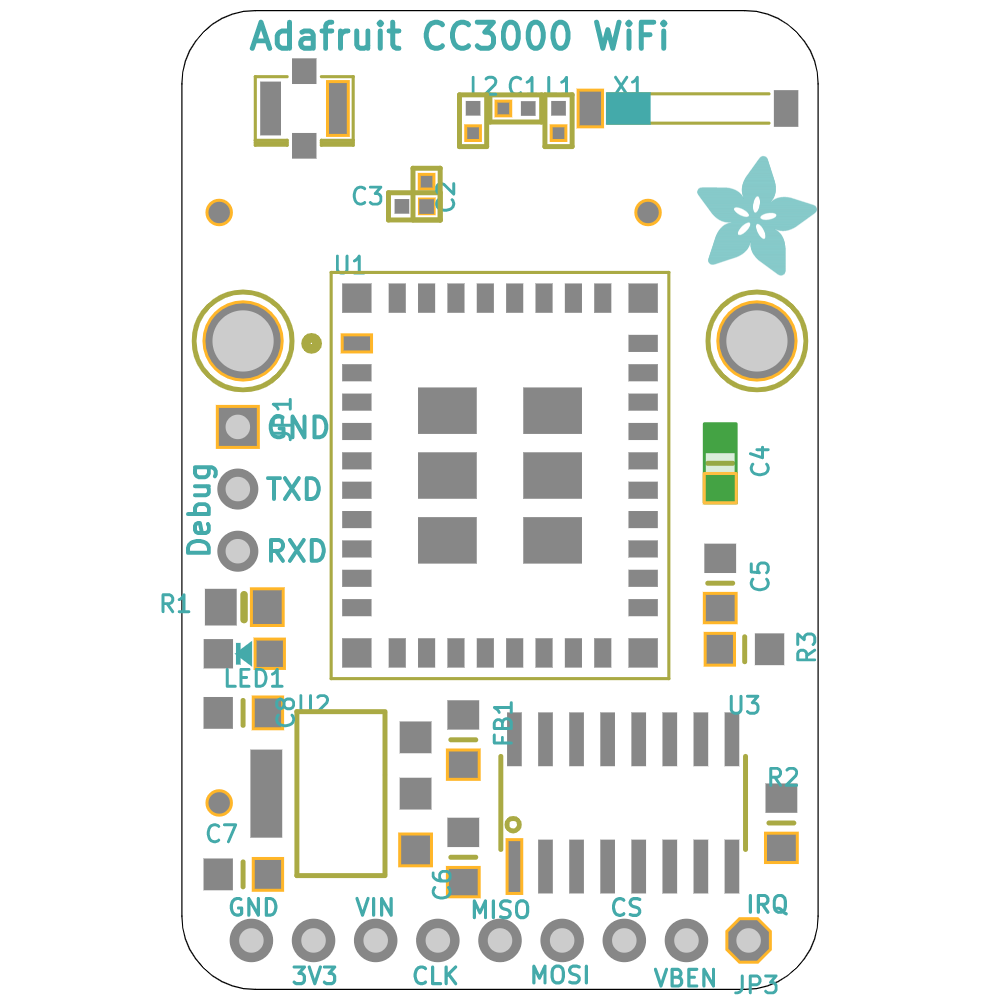 Adafruit CC3000 WiFi
L2
C1
L1
X1
C3
C2
U1
JP1
GND
TXD
RXD
Debug
C4
C5
R1
R3
LED1
C8
U2
FB1
U3
R2
C7
C6
GND
VIN
MISO
CS
IRQ
3V3
CLK
MOSI
VBEN
JP3